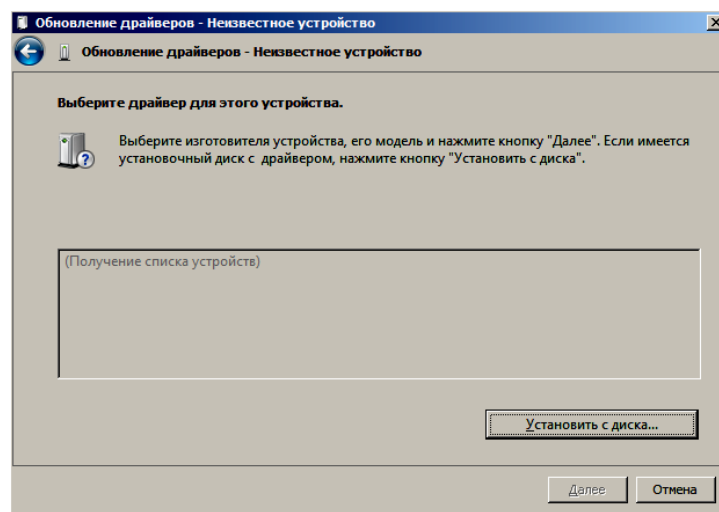 Обновление драйверов - Неизвестное устройство
Обновление драйверов - Неизвестное устройство
Выберите драйвер для этого устройства.
Выберите изготовителя устройства, его модель и нажмите кнопку "Далее". Если имеется
установочный диск с драйвером, нажмите кнопку "Установить с диска".
(Получение списка устройств)
Установить с диска...
Далее
Отмена